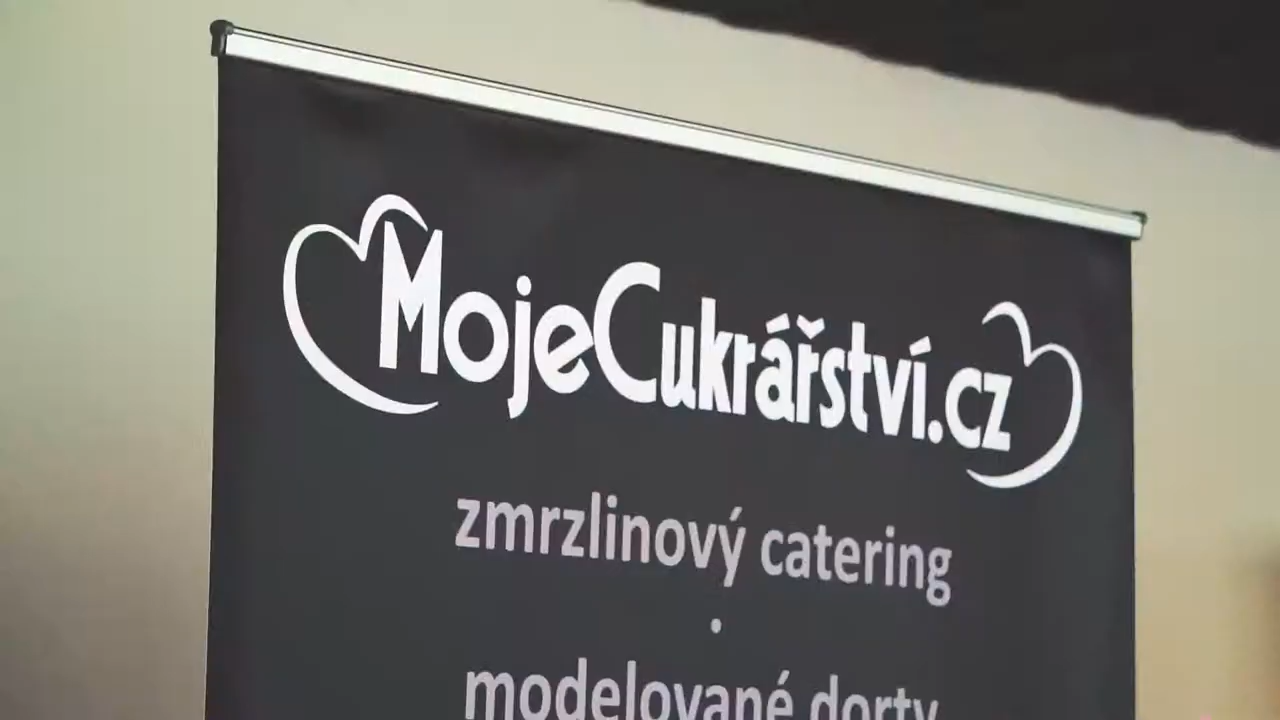 MojeCukrářství.cz
zmrzlinový catering
•
modelované dorty